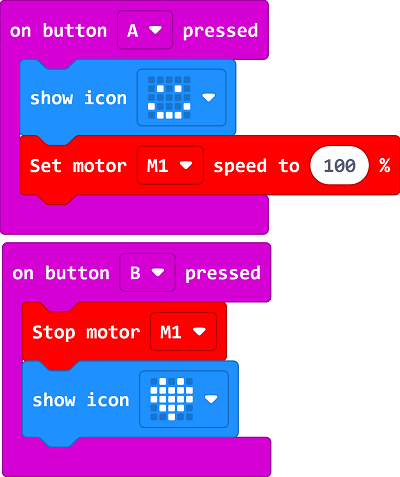 on button A pressed
show icon
Set motor M1 speed to 100 %
on button B pressed
Stop motor M1
show icon